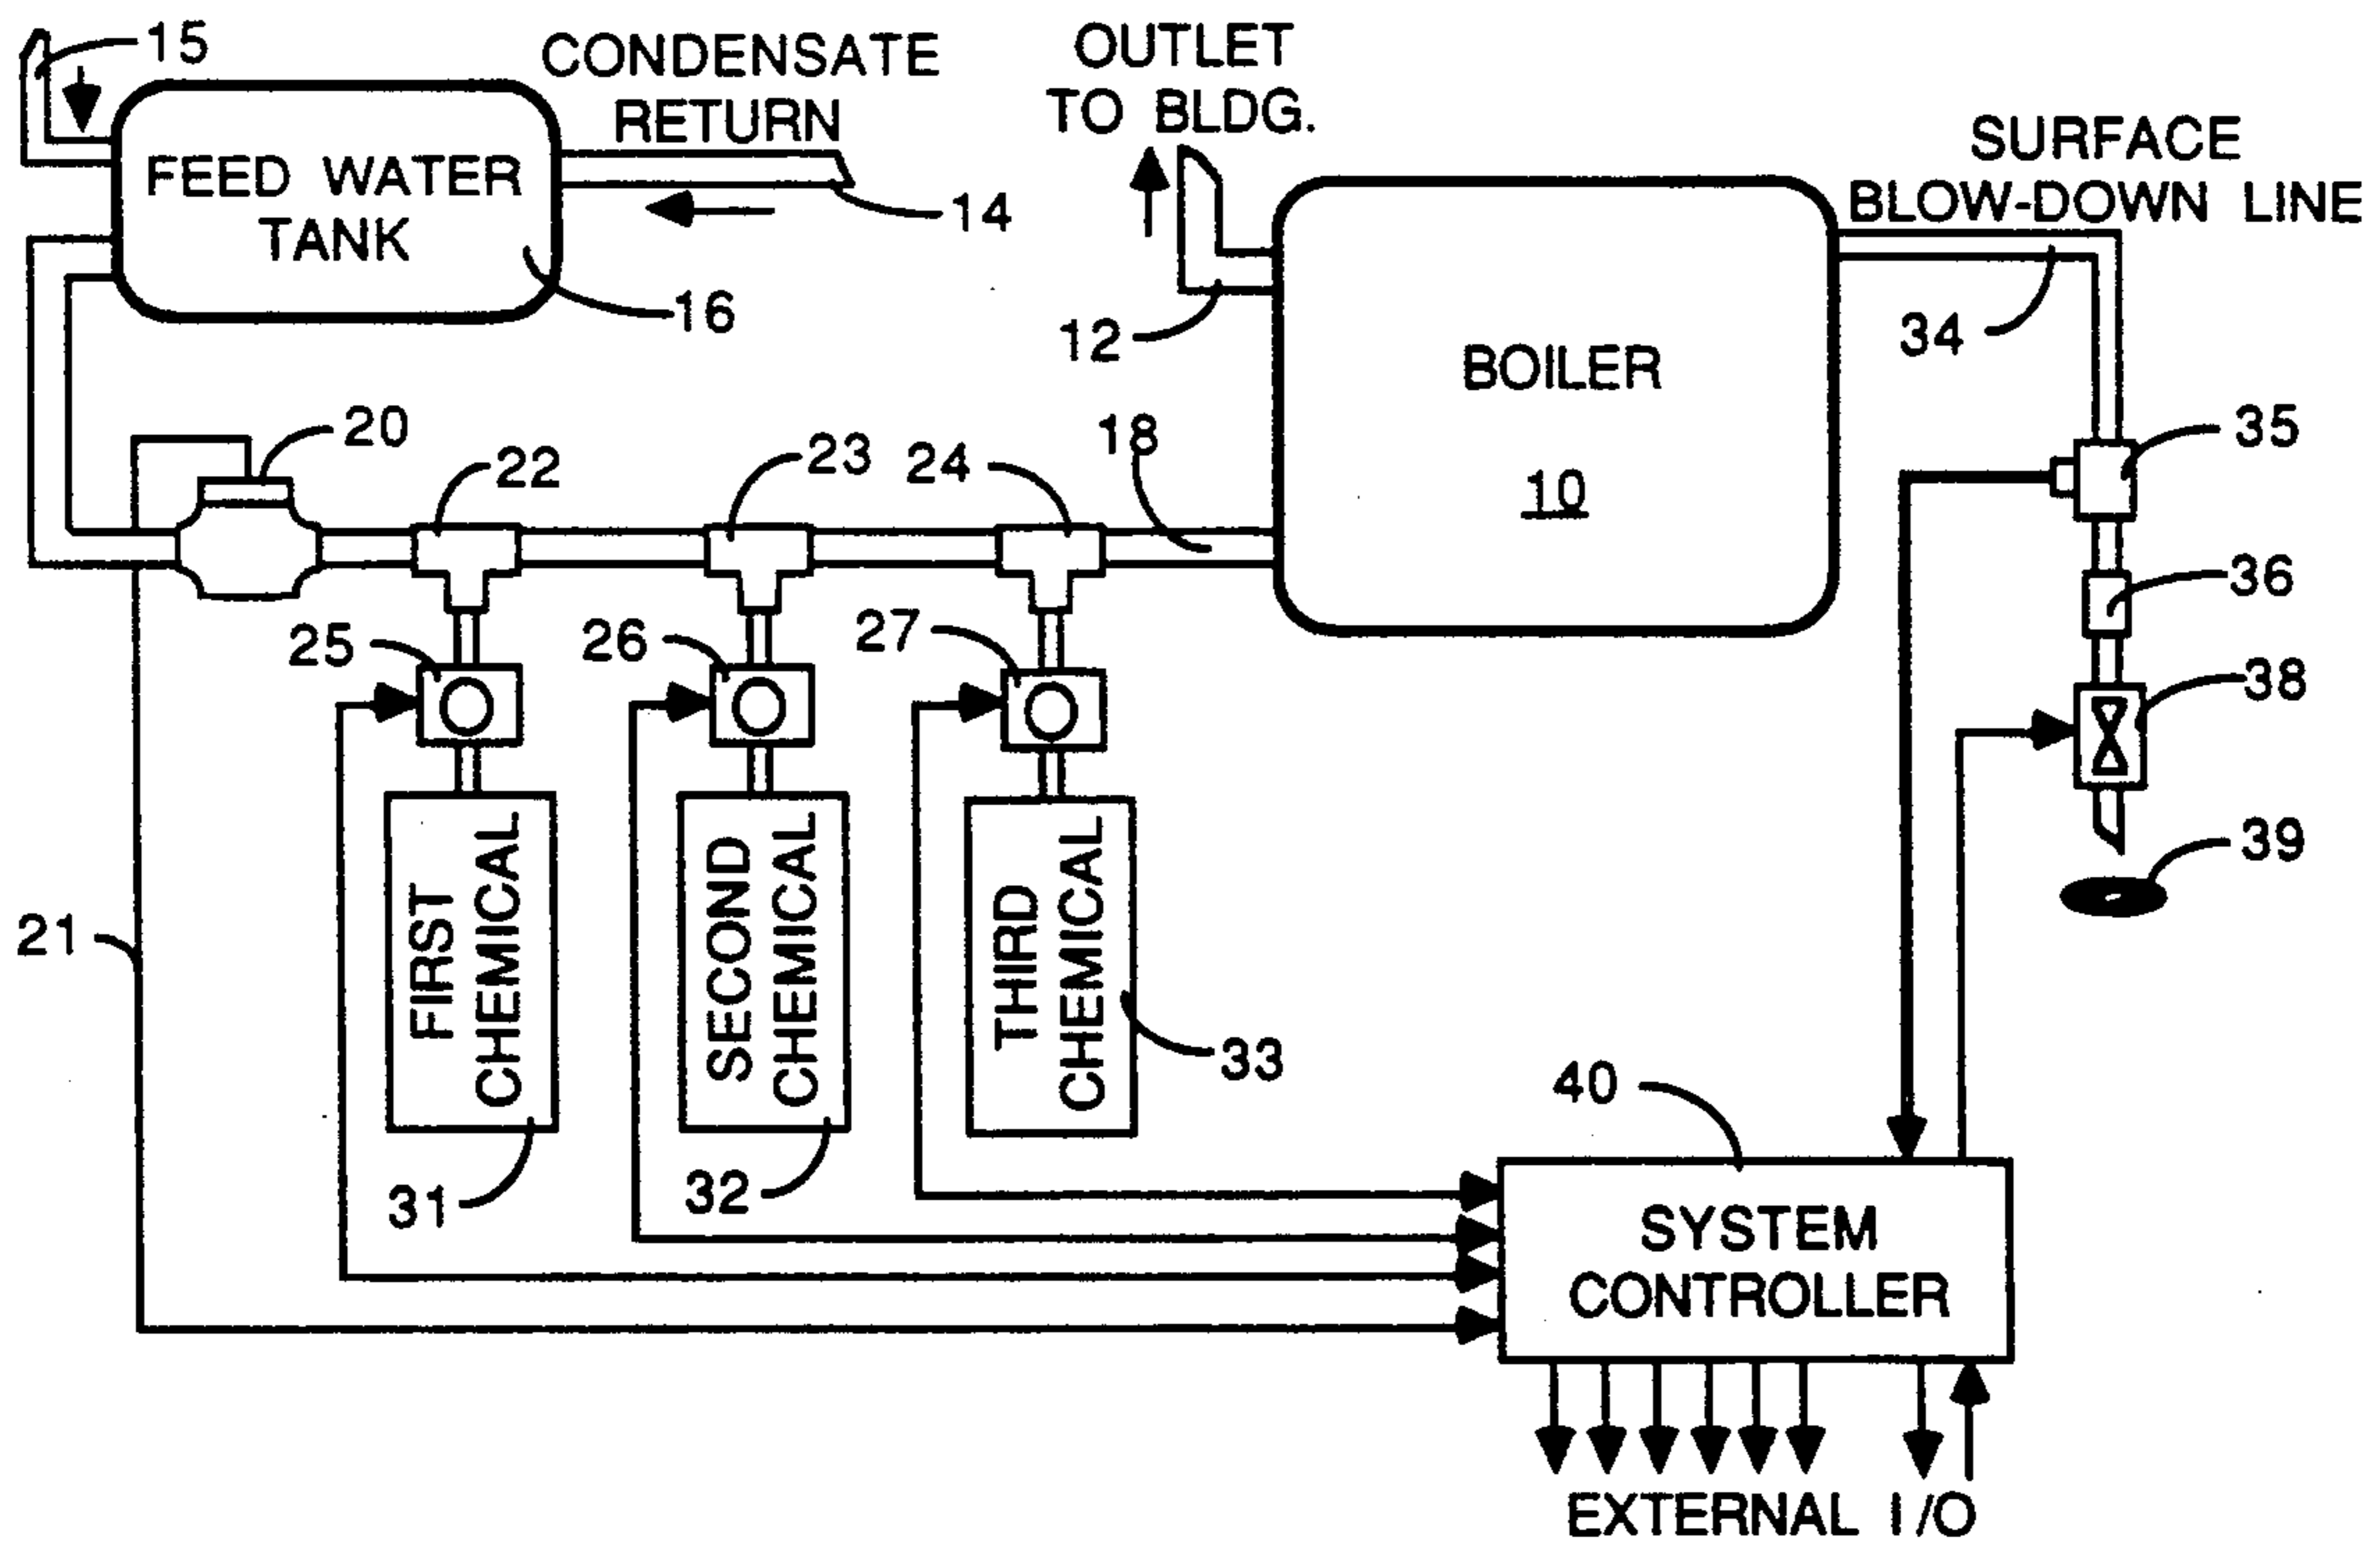 15
CONDENSATE
RETURN
OUTLET
TO BLDG.
SURFACE
BLOW-DOWN LINE
FEED WATER
TANK
14
16
12
34
BOILER
10
20
22
23
24
18
35
36
25
26
27
38
39
FIRST
CHEMICAL
SECOND
CHEMICAL
THIRD
CHEMICAL
21
33
31
32
40
SYSTEM
CONTROLLER
EXTERNAL I/O